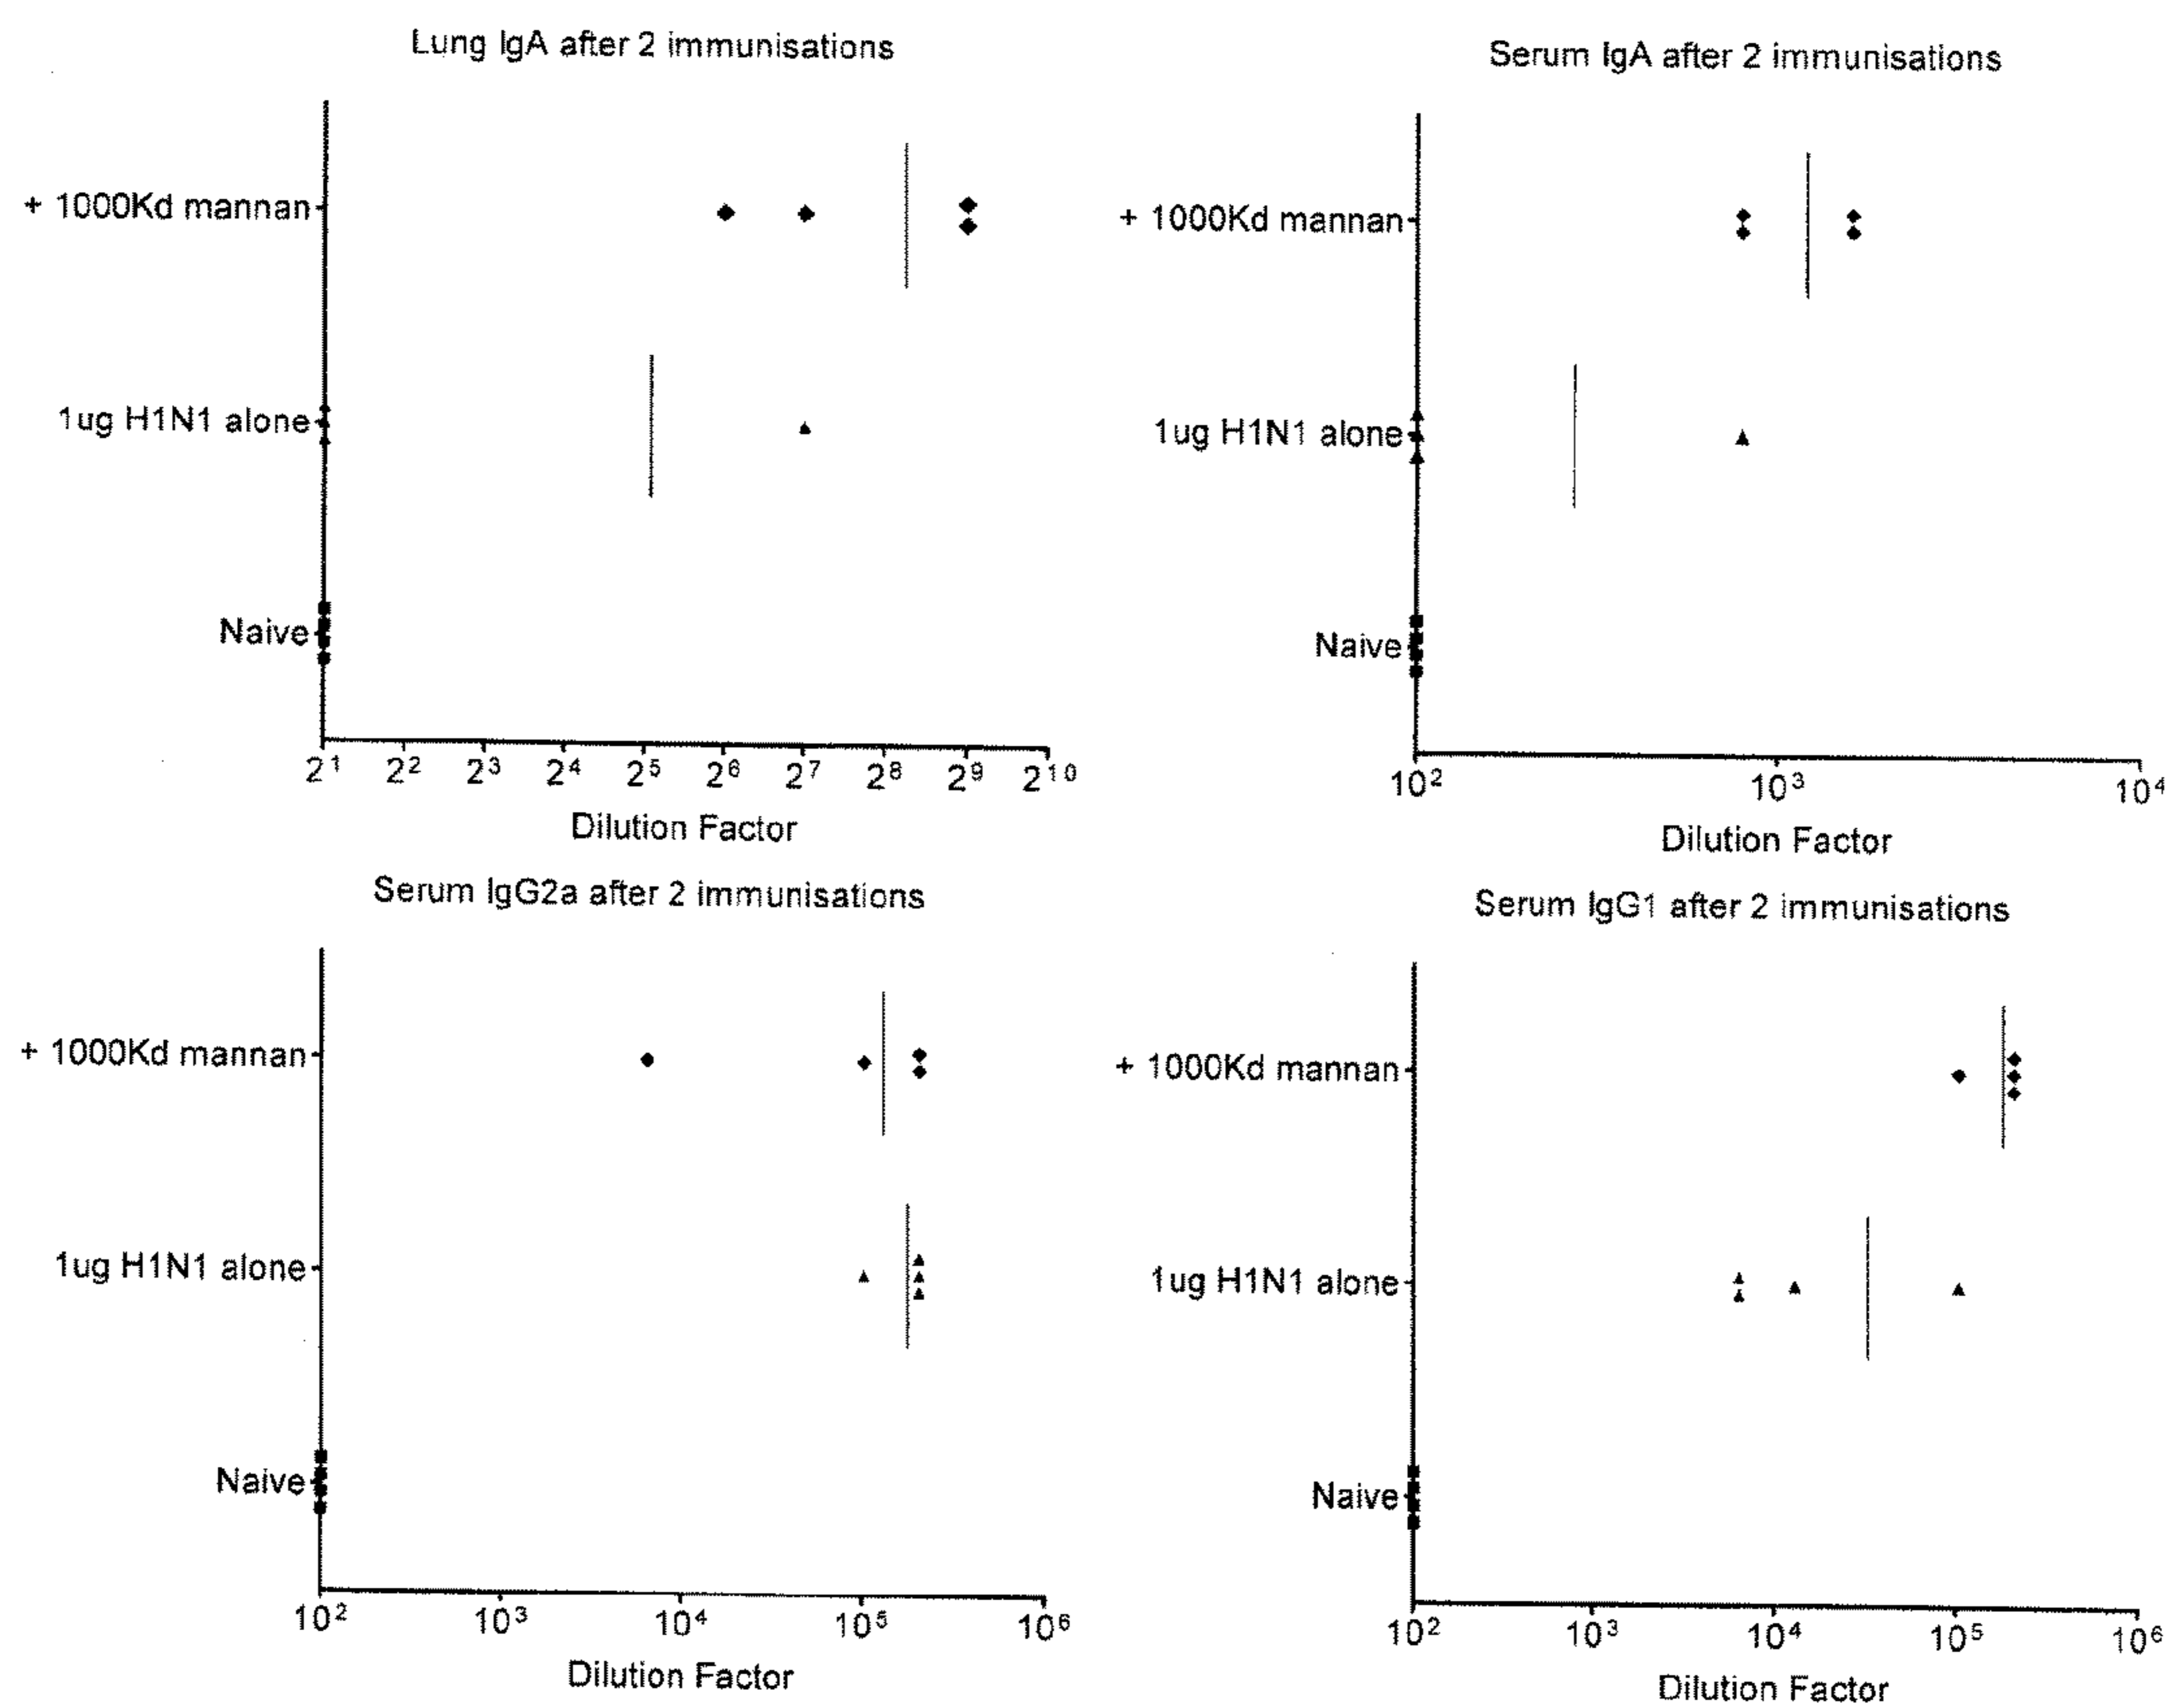 Lung IgA after 2 immunisations
+ 1000Kd mannan
1ug H1N1 alone
Naive
2¹ 2² 2³ 2⁴ 2⁵ 2⁶ 2⁷ 2⁸ 2⁹ 2¹⁰
Dilution Factor
Serum IgA after 2 immunisations
+ 1000Kd mannan
1ug H1N1 alone
Naive
10² 10³ 10⁴
Dilution Factor
Serum IgG2a after 2 immunisations
+ 1000Kd mannan
1ug H1N1 alone
Naive
10² 10³ 10⁴ 10⁵ 10⁶
Dilution Factor
Serum IgG1 after 2 immunisations
+ 1000Kd mannan
1ug H1N1 alone
Naive
10² 10³ 10⁴ 10⁵ 10⁶
Dilution Factor